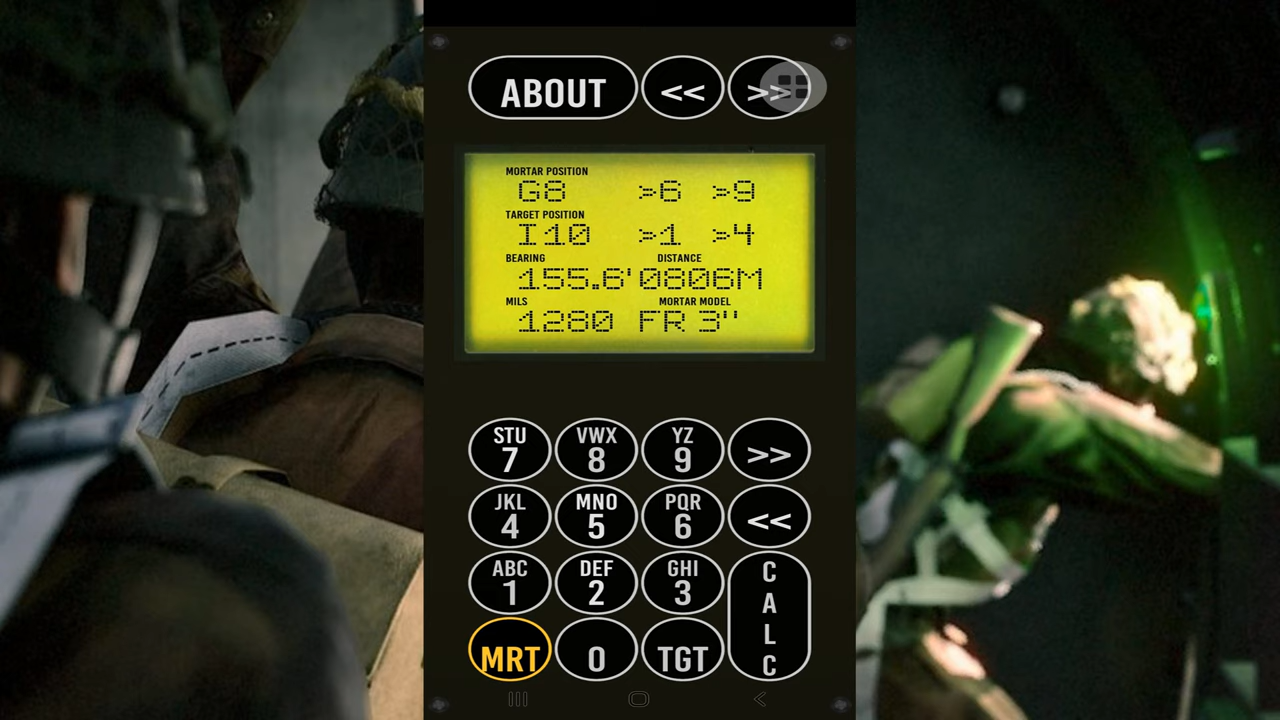 ABOUT << >>
MORTAR POSITION
G8 >6 >9
TARGET POSITION
I10 >1 >4
BEARING DISTANCE
155.6'0806M
MILS MORTAR MODEL
1280 FR 3"
STU VWX YZ
7 8 9 >>
JKL MNO PQR
4 5 6 <<
ABC DEF GHI
1 2 3
CALC
MRT 0 TGT